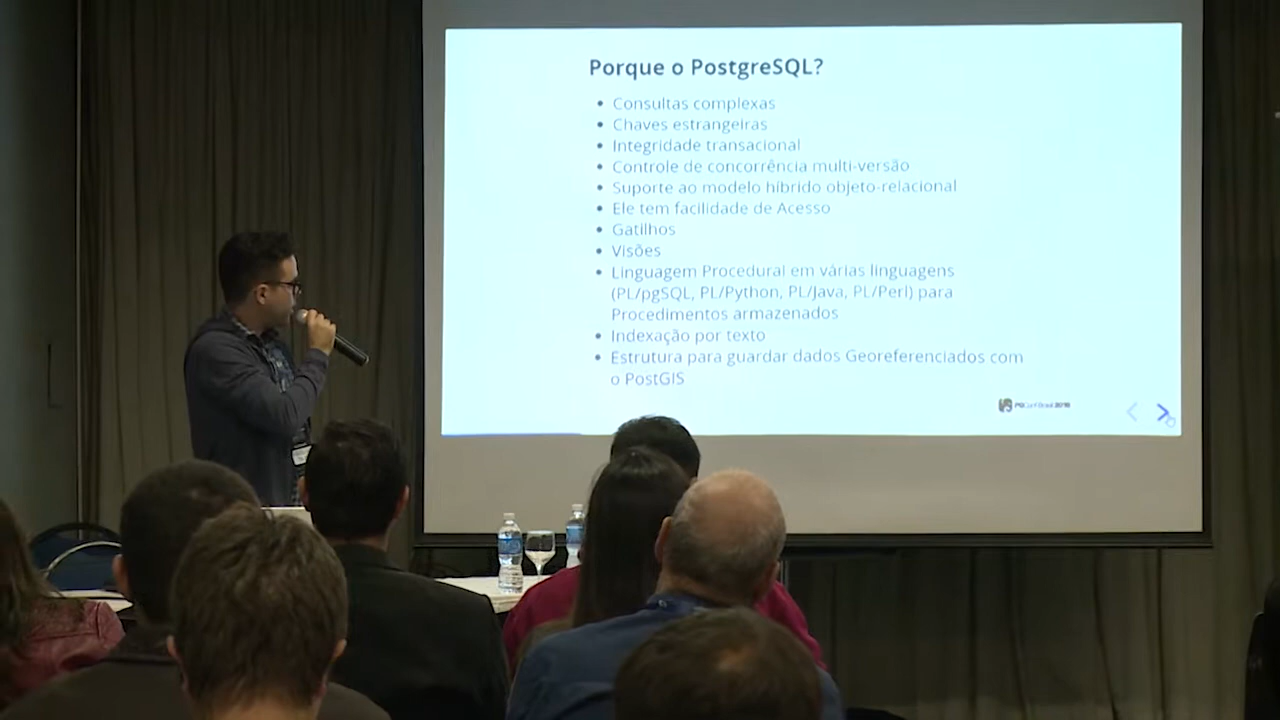 Porque o PostgreSQL?
• Consultas complexas
• Chaves estrangeiras
• Integridade transacional
• Controle de concorrência multi-versão
• Suporte ao modelo híbrido objeto-relacional
• Ele tem facilidade de Acesso
• Gatilhos
• Visões
• Linguagem Procedural em várias linguagens
(PL/pgSQL, PL/Python, PL/Java, PL/Perl) para
Procedimentos armazenados
• Indexação por texto
• Estrutura para guardar dados Georeferenciados com
o PostGIS